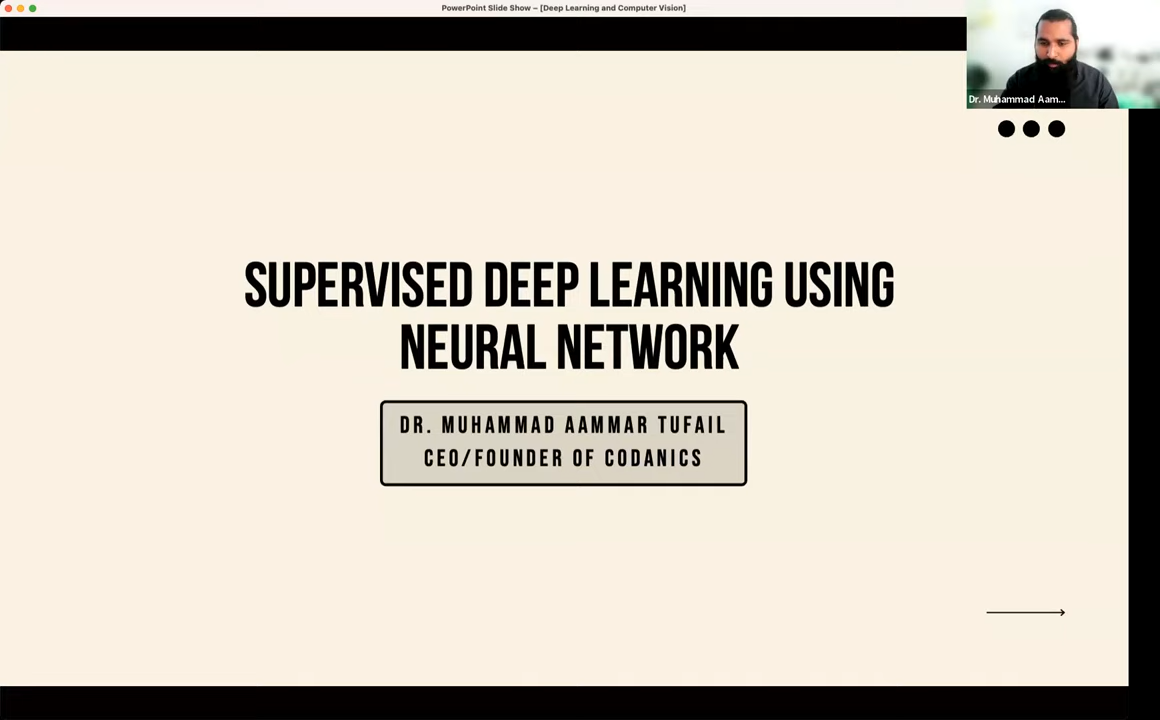 PowerPoint Slide Show – [Deep Learning and Computer Vision]
Dr. Muhammad Aam...
SUPERVISED DEEP LEARNING USING
NEURAL NETWORK
DR. MUHAMMAD AAMMAR TUFAIL
CEO/FOUNDER OF CODANICS